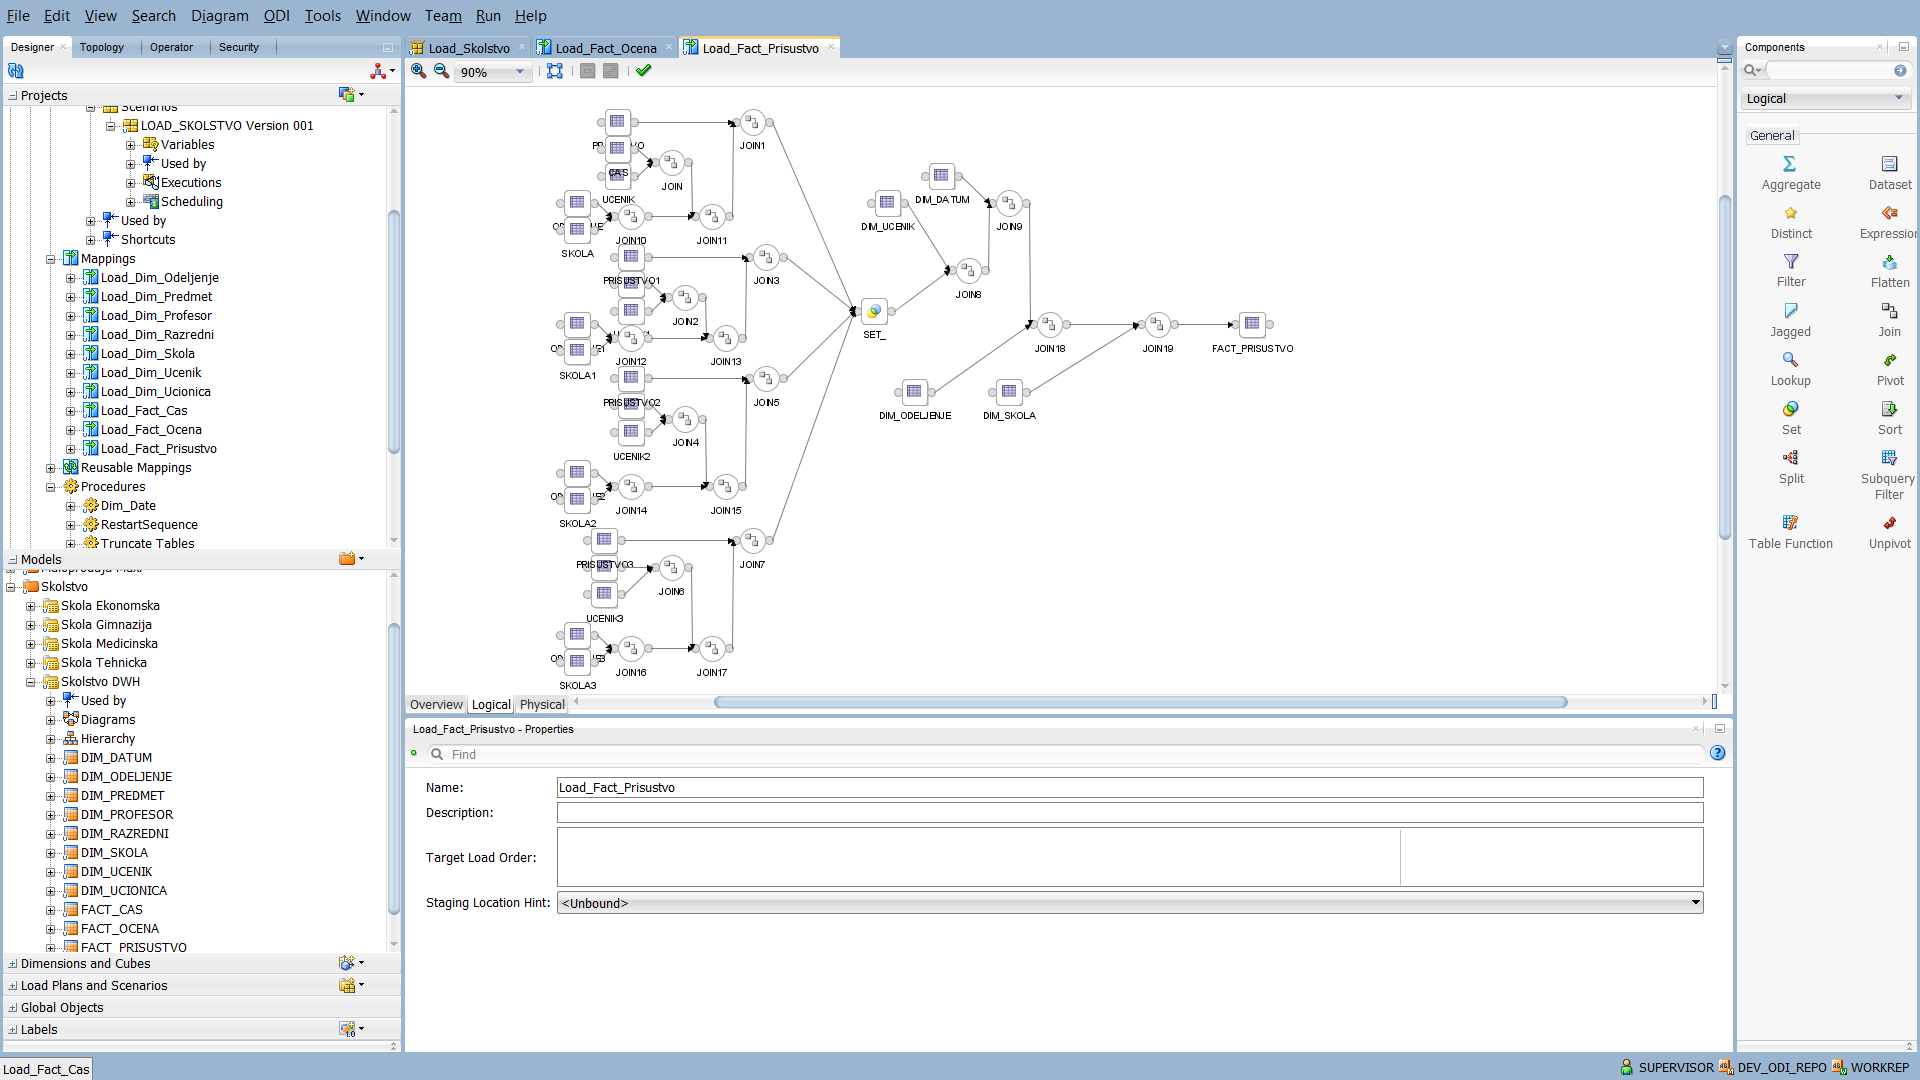 File Edit View Search Diagram ODI Tools Window Team Run Help
Designer Topology Operator Security
Projects
Scenarios
LOAD_SKOLSTVO Version 001
Variables
Used by
Executions
Scheduling
Used by
Shortcuts
Mappings
Load_Dim_Odeljenje
Load_Dim_Predmet
Load_Dim_Profesor
Load_Dim_Razredni
Load_Dim_Skola
Load_Dim_Ucenik
Load_Dim_Ucionica
Load_Fact_Cas
Load_Fact_Ocena
Load_Fact_Prisustvo
Reusable Mappings
Procedures
Dim_Date
RestartSequence
Truncate Tables
Models
Skolstvo
Skola Ekonomska
Skola Gimnazija
Skola Medicinska
Skola Tehnicka
Skolstvo DWH
Used by
Diagrams
Hierarchy
DIM_DATUM
DIM_ODELJENJE
DIM_PREDMET
DIM_PROFESOR
DIM_RAZREDNI
DIM_SKOLA
DIM_UCENIK
DIM_UCIONICA
FACT_CAS
FACT_OCENA
FACT_PRISUSTVO
Dimensions and Cubes
Load Plans and Scenarios
Global Objects
Labels
Load_Fact_Cas
Load_Skolstvo Load_Fact_Ocena Load_Fact_Prisustvo
90%
JOIN1
CAS
JOIN
UCENIK
JOIN10
JOIN11
SKOLA
PRISUSTVO1
JOIN3
JOIN2
JOIN12
JOIN13
SKOLA1
PRISUSTVO2
JOIN5
JOIN4
UCENIK2
JOIN14
JOIN15
SKOLA2
PRISUSTVO3
JOIN7
JOIN6
UCENIK3
JOIN16
JOIN17
SKOLA3
SET_
DIM_DATUM
DIM_UCENIK
JOIN9
JOIN8
JOIN18
JOIN19
FACT_PRISUSTVO
DIM_ODELJENJE
DIM_SKOLA
Overview Logical Physical
Load_Fact_Prisustvo - Properties
Find
Name: Load_Fact_Prisustvo
Description:
Target Load Order:
Staging Location Hint: <Unbound>
Components
Logical
General
Aggregate Dataset
Distinct Expression
Filter Flatten
Jagged Join
Lookup Pivot
Set Sort
Split Subquery
Filter
Table Function Unpivot
SUPERVISOR DEV_ODI_REPO WORKREP